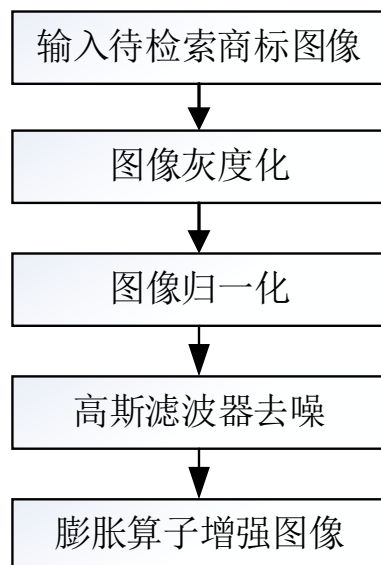 输入待检索商标图像
图像灰度化
图像归一化
高斯滤波器去噪
膨胀算子增强图像